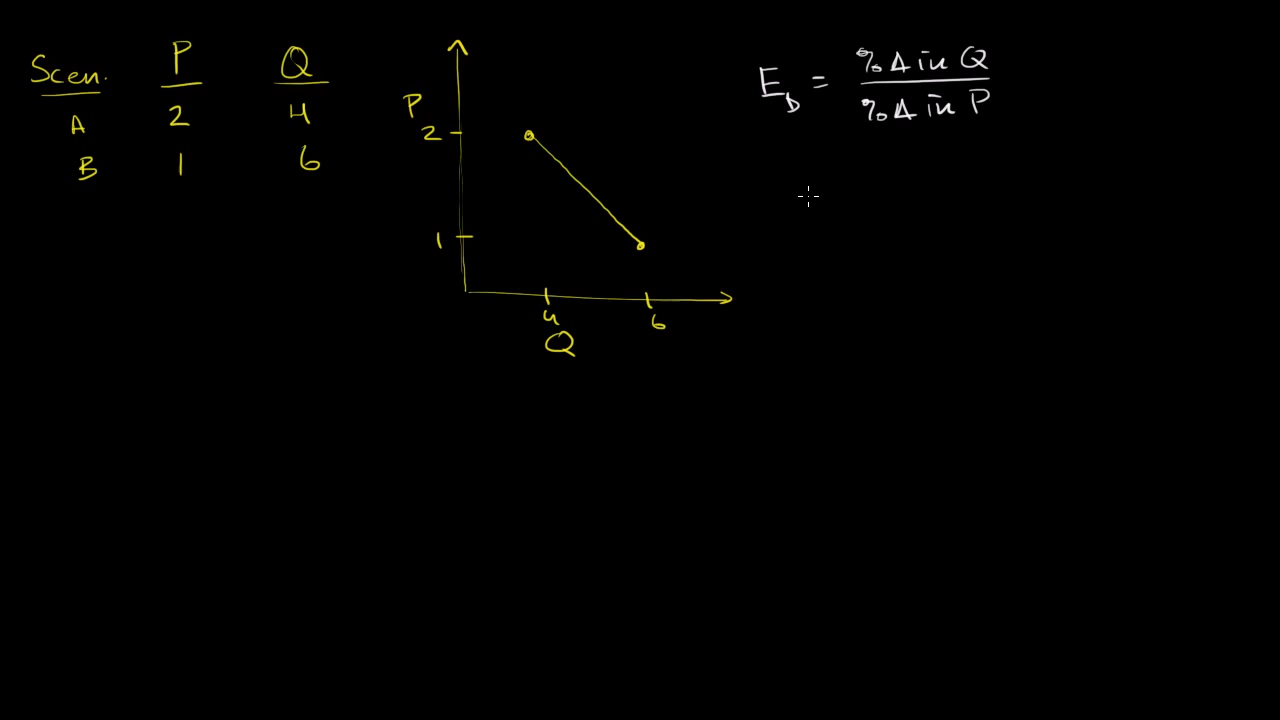 Scen. P Q
A 2 4
B 1 6
P
2
1
4 6
Q
E_D = %Δ in Q
%Δ in P